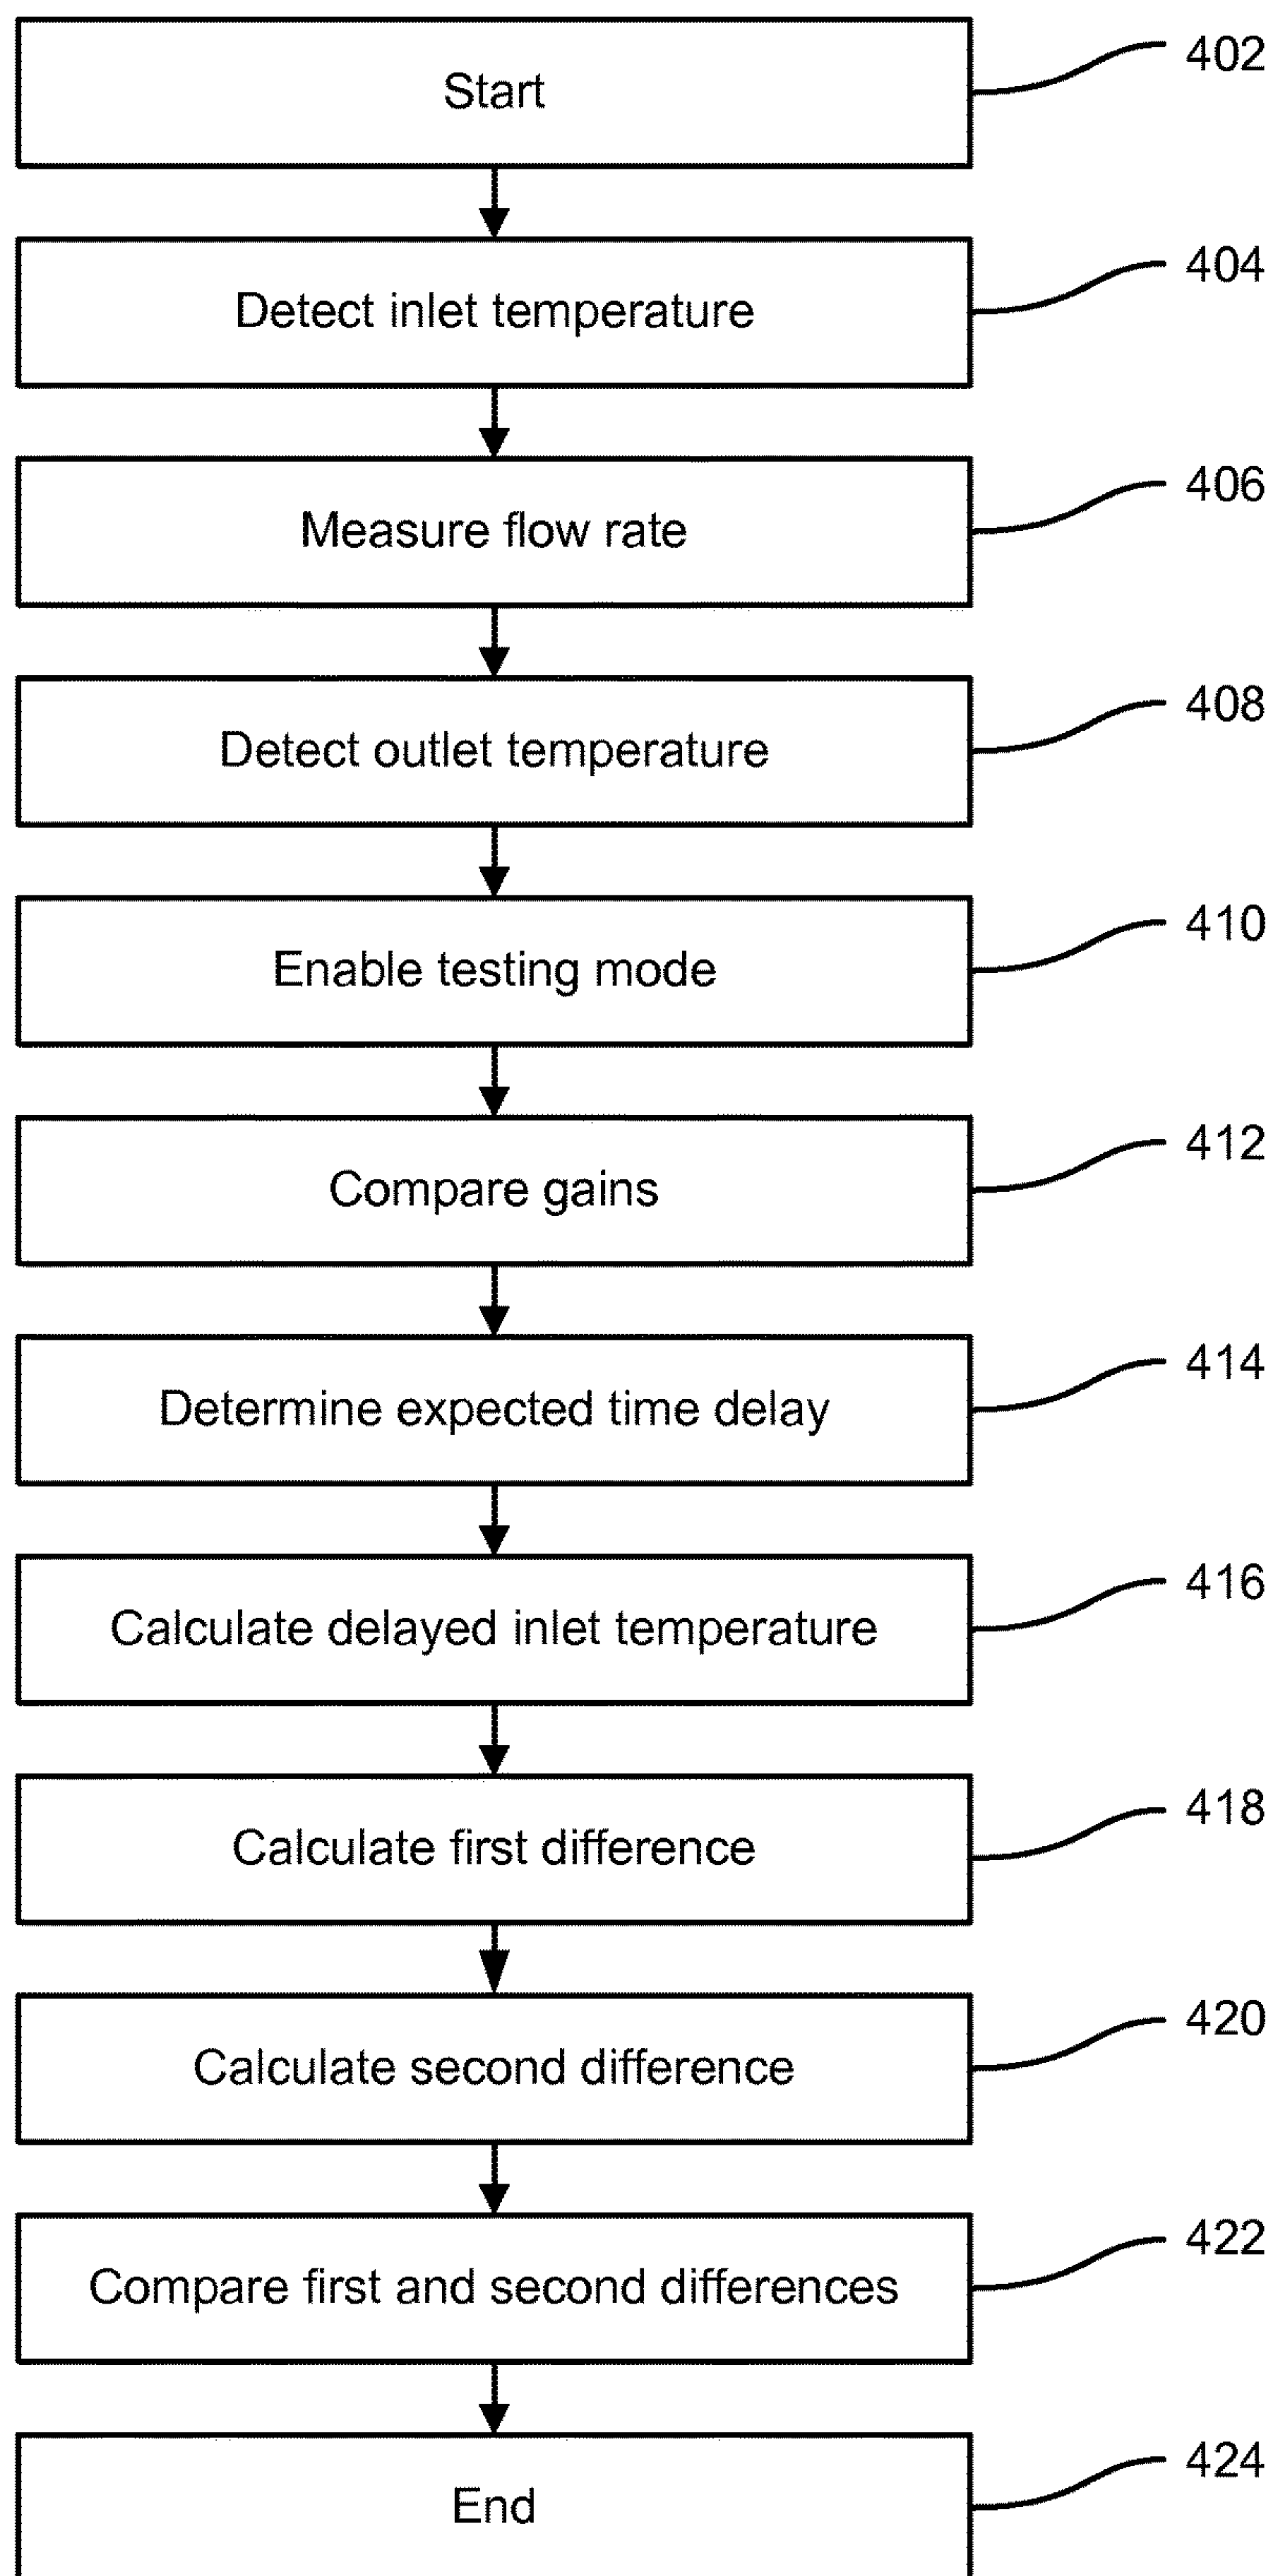 Start
402
Detect inlet temperature
404
Measure flow rate
406
Detect outlet temperature
408
Enable testing mode
410
Compare gains
412
Determine expected time delay
414
Calculate delayed inlet temperature
416
Calculate first difference
418
Calculate second difference
420
Compare first and second differences
422
End
424